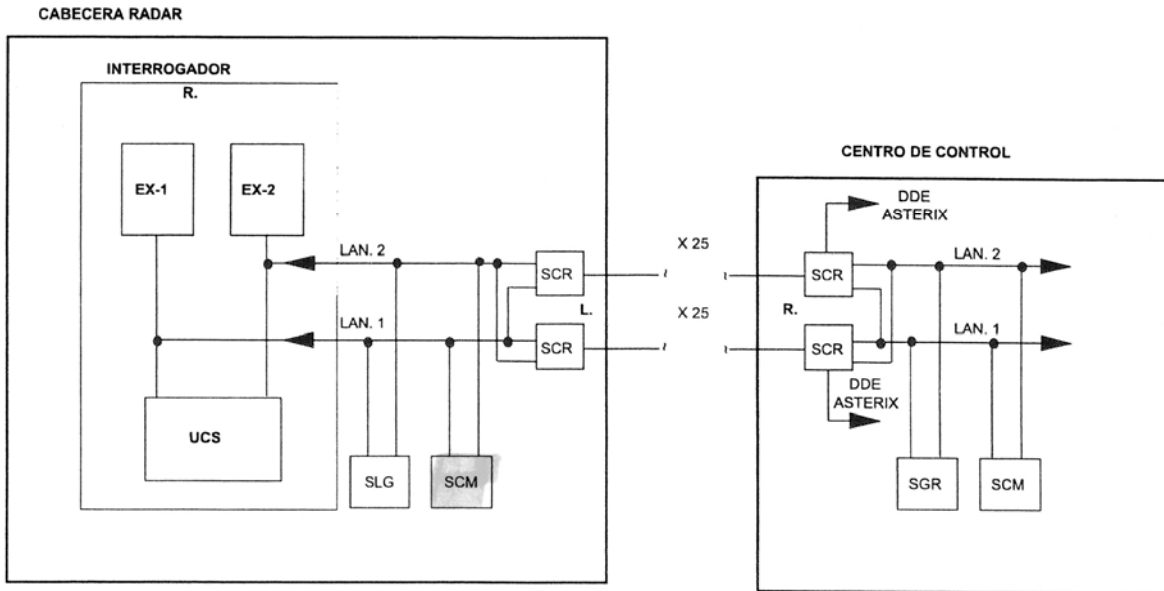 CABECERA RADAR
INTERROGADOR
R.
EX-1
EX-2
LAN. 2
LAN. 1
SCR
L.
SCR
UCS
SLG
SCM
X 25
X 25
CENTRO DE CONTROL
DDE
ASTERIX
SCR
LAN. 2
R.
LAN. 1
SCR
DDE
ASTERIX
SGR
SCM